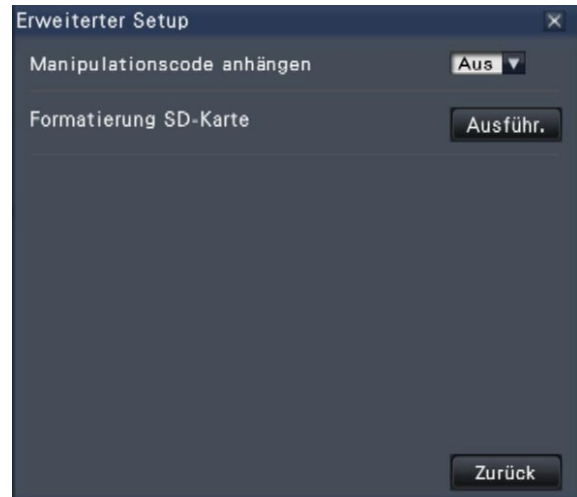 Erweiterter Setup
Manipulationscode anhängen Aus
Formatierung SD-Karte Ausführ.
Zurück